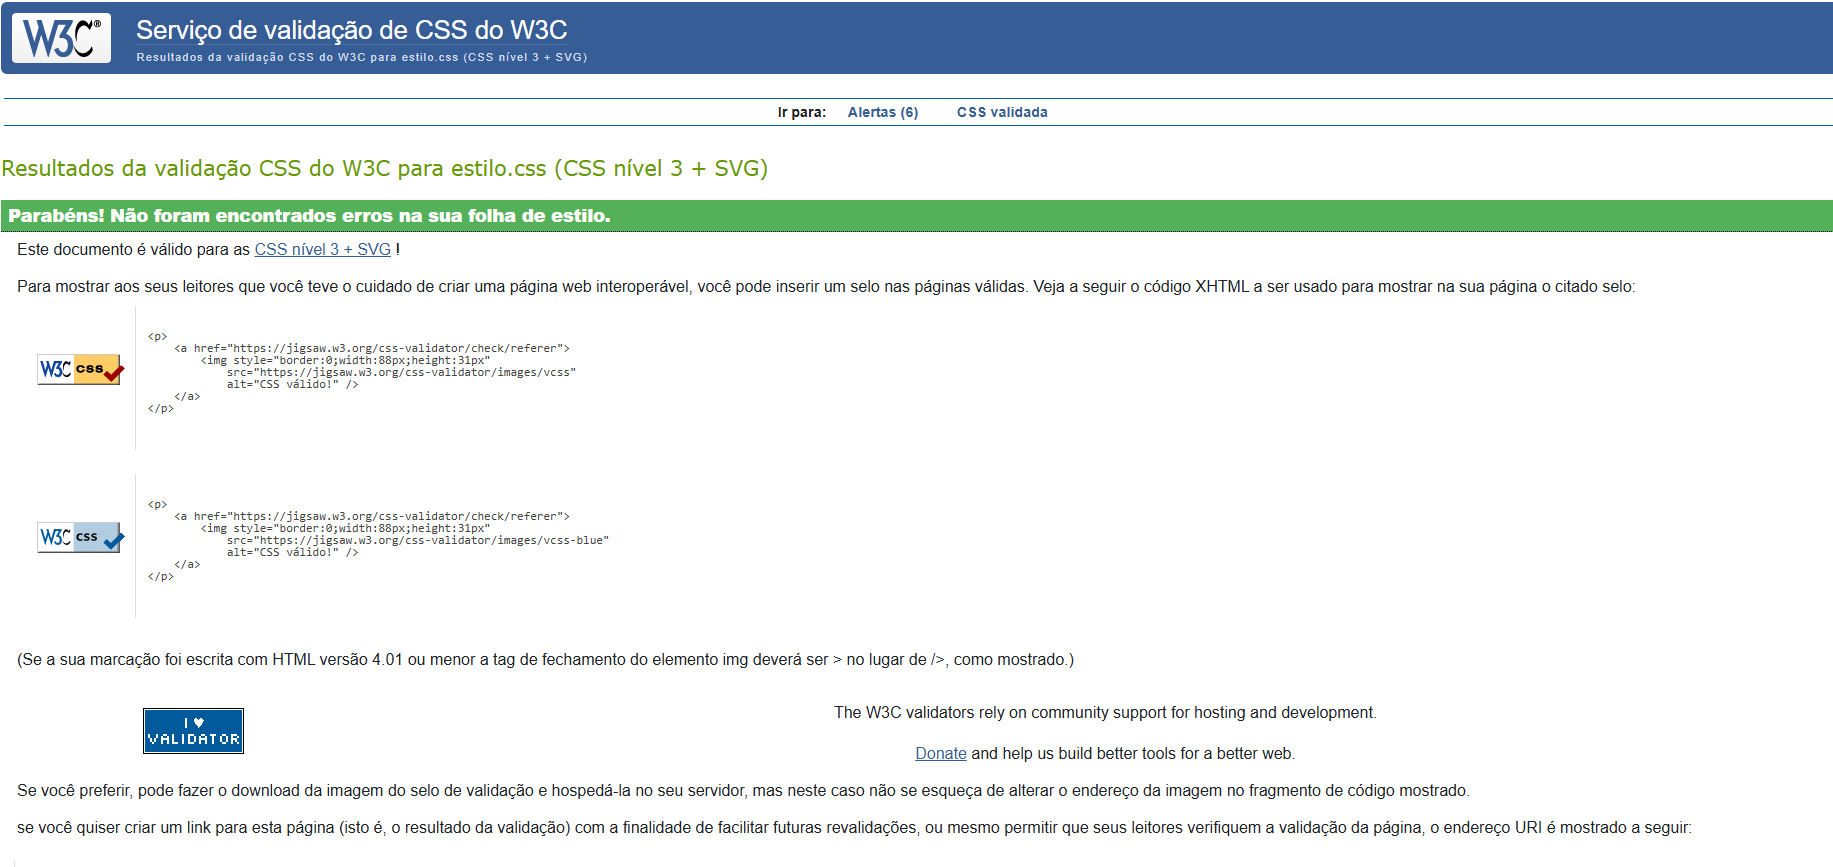 W3C®
Serviço de validação de CSS do W3C
Resultados da validação CSS do W3C para estilo.css (CSS nível 3 + SVG)
Ir para: Alertas (6) CSS validada
Resultados da validação CSS do W3C para estilo.css (CSS nível 3 + SVG)
Parabéns! Não foram encontrados erros na sua folha de estilo.
Este documento é válido para as CSS nível 3 + SVG !
Para mostrar aos seus leitores que você teve o cuidado de criar uma página web interoperável, você pode inserir um selo nas páginas válidas. Veja a seguir o código XHTML a ser usado para mostrar na sua página o citado selo:
W3C css
<p>
<a href="https://jigsaw.w3.org/css-validator/check/referer">
<img style="border:0;width:88px;height:31px"
src="https://jigsaw.w3.org/css-validator/images/vcss"
alt="CSS válido!" />
</a>
</p>
W3C css
<p>
<a href="https://jigsaw.w3.org/css-validator/check/referer">
<img style="border:0;width:88px;height:31px"
src="https://jigsaw.w3.org/css-validator/images/vcss-blue"
alt="CSS válido!" />
</a>
</p>
(Se a sua marcação foi escrita com HTML versão 4.01 ou menor a tag de fechamento do elemento img deverá ser > no lugar de />, como mostrado.)
I ♥
VALIDATOR
The W3C validators rely on community support for hosting and development.
Donate and help us build better tools for a better web.
Se você preferir, pode fazer o download da imagem do selo de validação e hospedá-la no seu servidor, mas neste caso não se esqueça de alterar o endereço da imagem no fragmento de código mostrado.
se você quiser criar um link para esta página (isto é, o resultado da validação) com a finalidade de facilitar futuras revalidações, ou mesmo permitir que seus leitores verifiquem a validação da página, o endereço URI é mostrado a seguir: